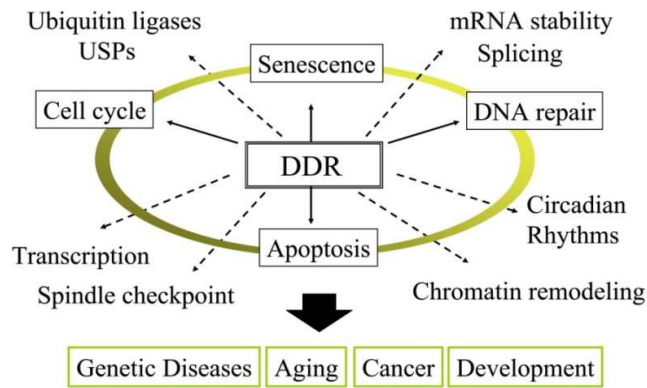 Ubiquitin ligases
USPs
mRNA stability
Splicing
Senescence
Cell cycle
DNA repair
DDR
Circadian
Rhythms
Transcription
Apoptosis
Spindle checkpoint
Chromatin remodeling
Genetic Diseases
Aging
Cancer
Development